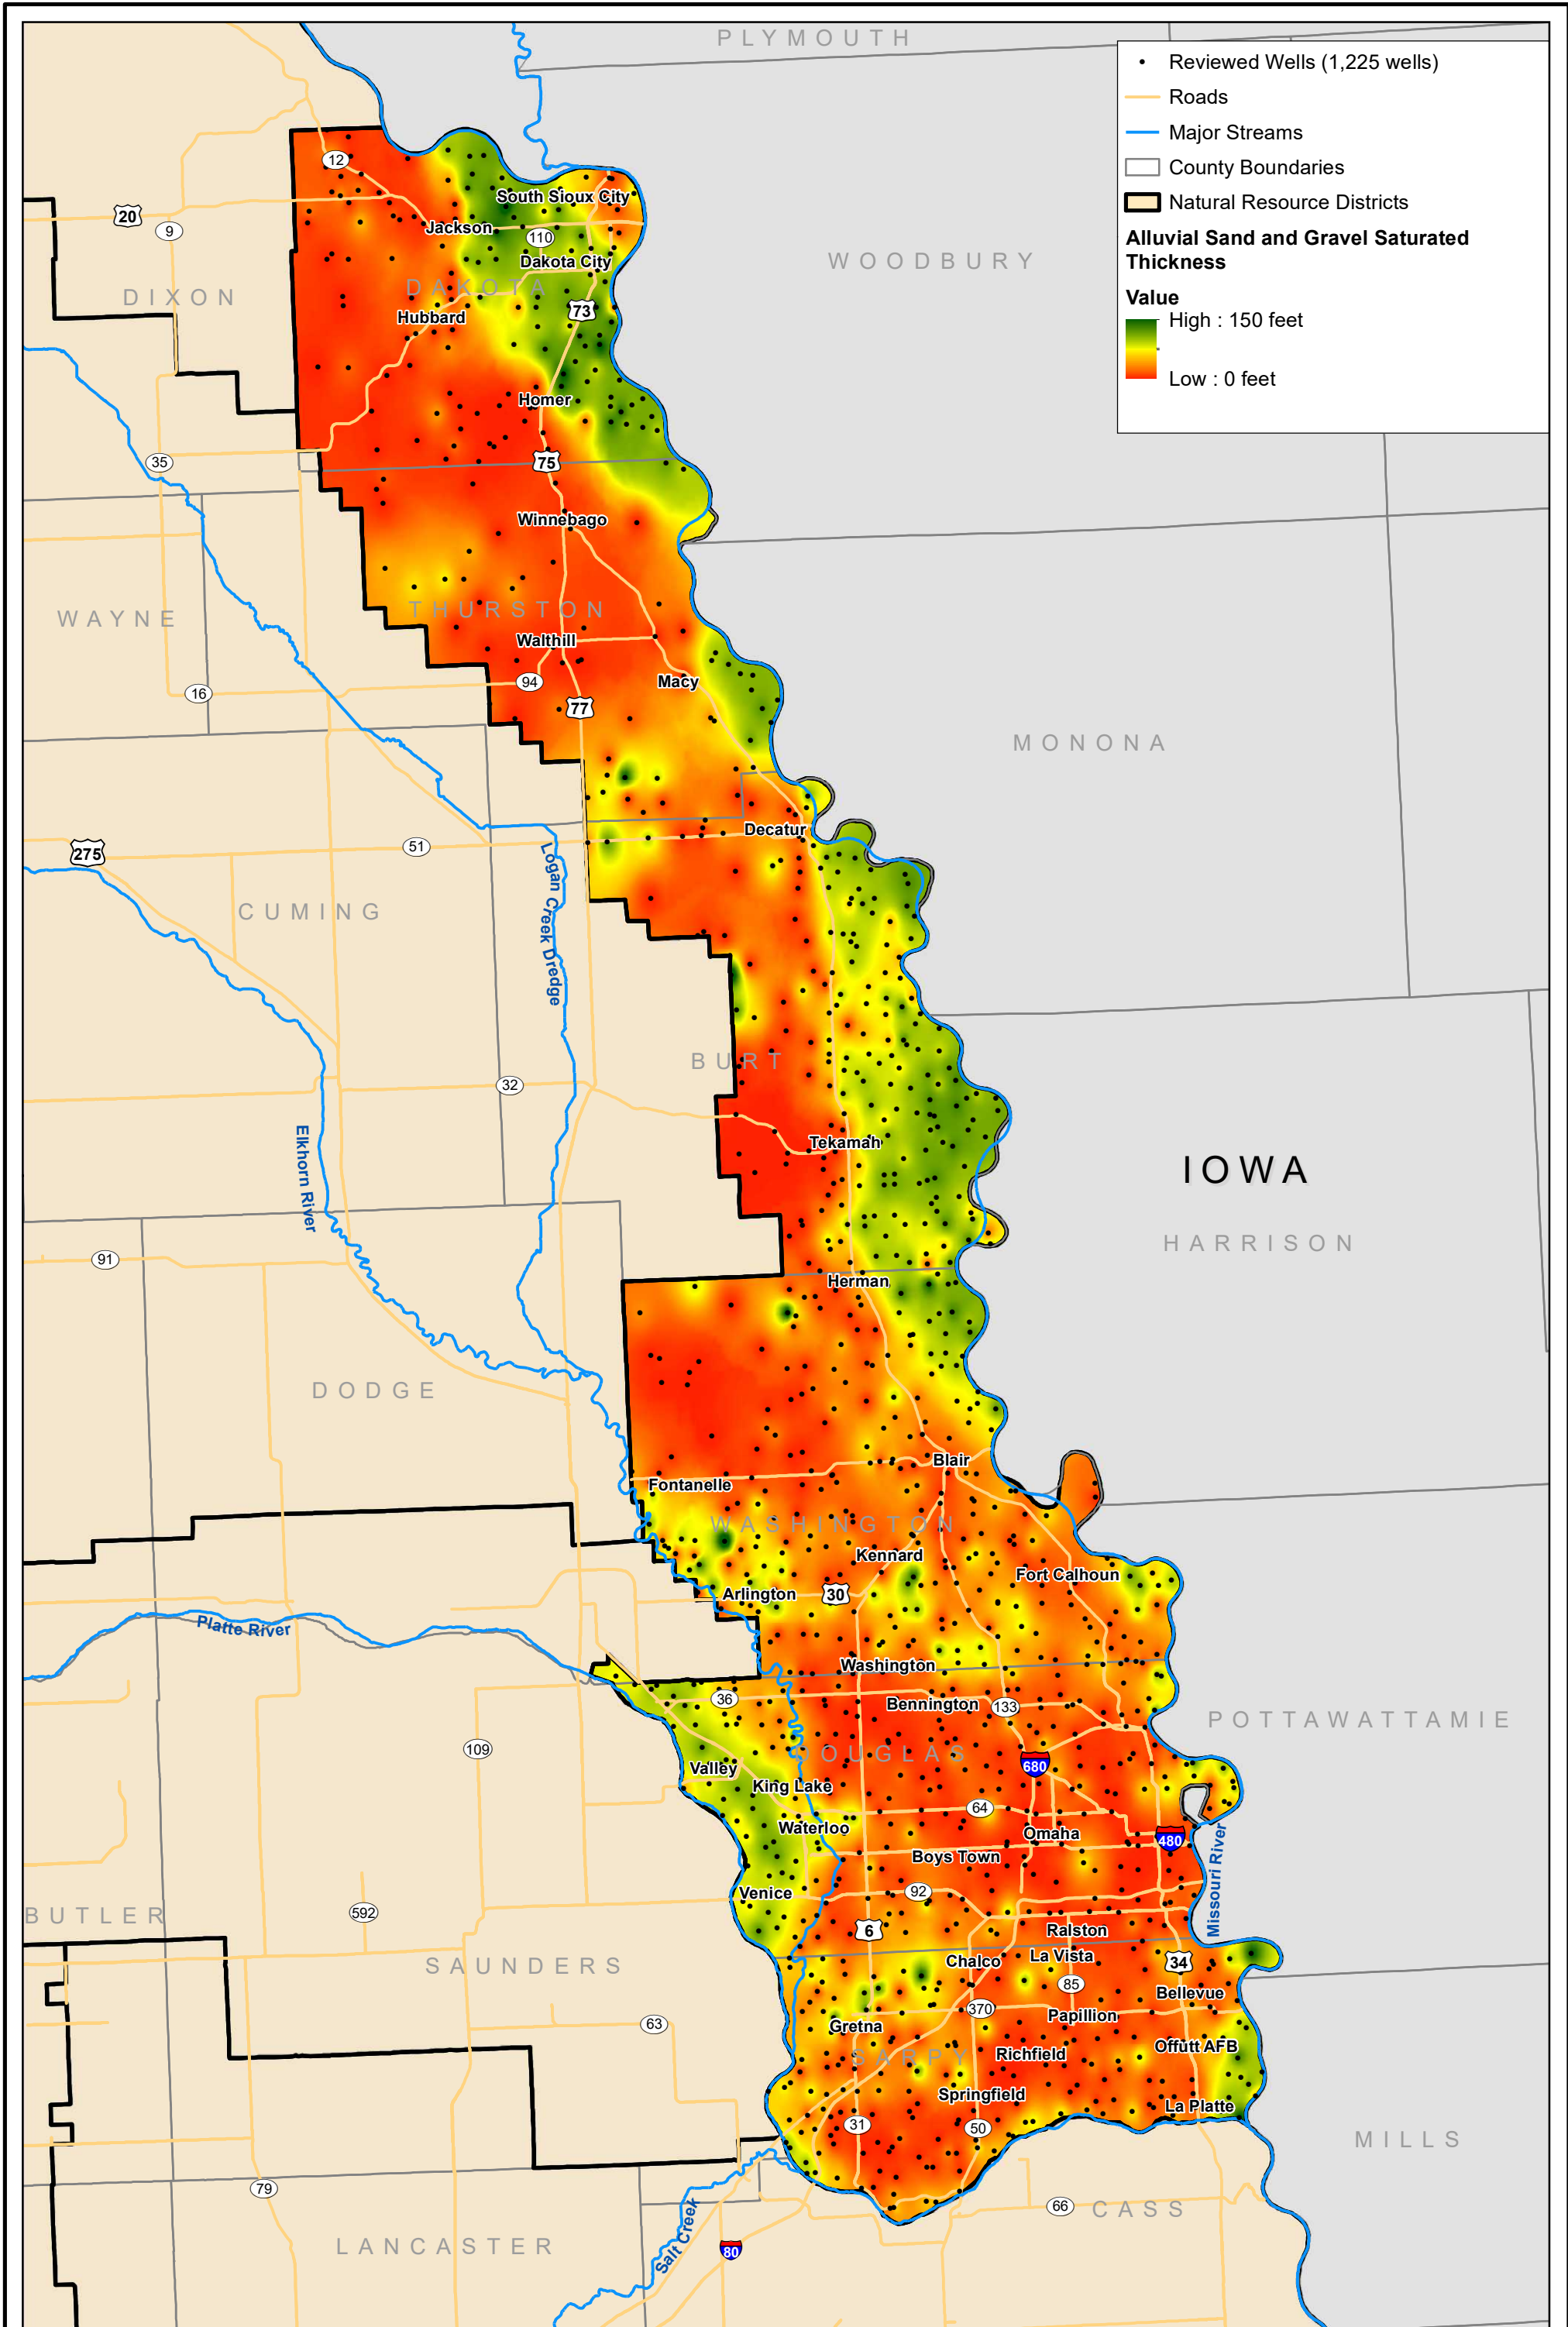 PLYMOUTH
Reviewed Wells (1,225 wells)
Roads
Major Streams
County Boundaries
Natural Resource Districts
Alluvial Sand and Gravel Saturated
Thickness
Value
High : 150 feet
Low : 0 feet
12
South Sioux City
20
9
Jackson
110
WOODBURY
Dakota City
DIXON
DAKOTA
73
Hubbard
Homer
35
75
Winnebago
THURSTON
WAYNE
Walthill
94
Macy
16
77
MONONA
Decatur
51
275
Logan Creek Dredge
CUMING
BURT
32
Tekamah
Elkhorn River
IOWA
HARRISON
91
Herman
DODGE
Blair
Fontanelle
WASHINGTON
Kennard
Fort Calhoun
Arlington
30
Platte River
Washington
36
Bennington
133
POTTAWATTAMIE
109
DOUGLAS
680
Valley
King Lake
64
Waterloo
Omaha
480
Boys Town
Missouri River
Venice
92
592
BUTLER
6
Ralston
SAUNDERS
Chalco
La Vista
34
85
Bellevue
370
Papillion
63
Gretna
Offutt AFB
SARPY
Richfield
Springfield
La Platte
31
50
MILLS
79
66
CASS
Salt Creek
LANCASTER
80